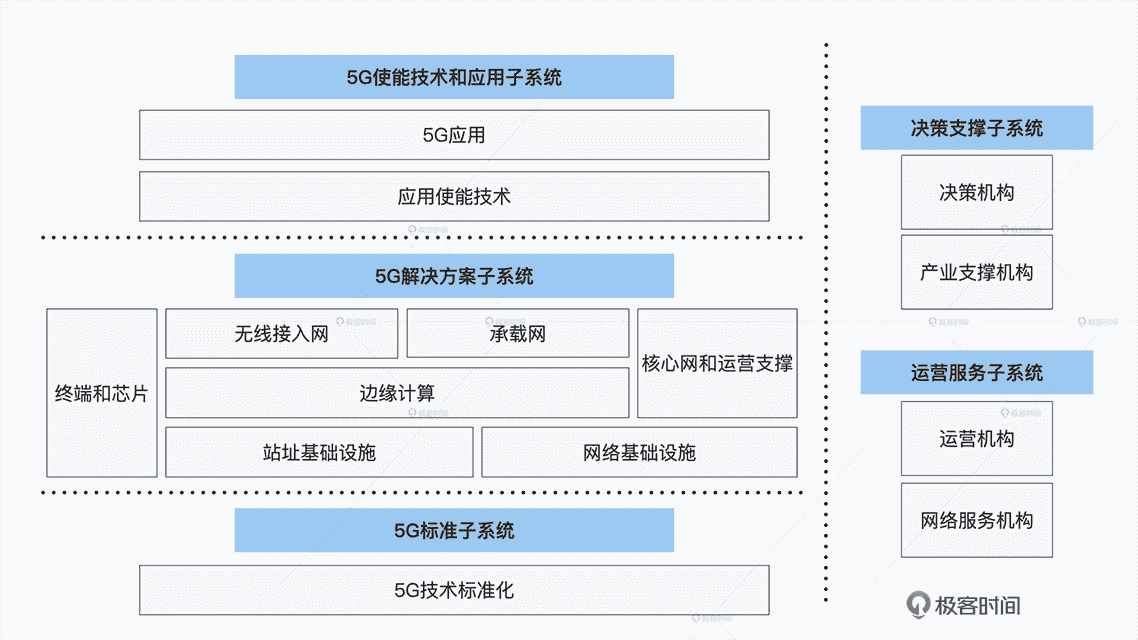 5G使能技术和应用子系统
5G应用
应用使能技术
5G解决方案子系统
终端和芯片
无线接入网
承载网
核心网和运营支撑
边缘计算
站址基础设施
网络基础设施
5G标准子系统
5G技术标准化
决策支撑子系统
决策机构
产业支撑机构
运营服务子系统
运营机构
网络服务机构
极客时间